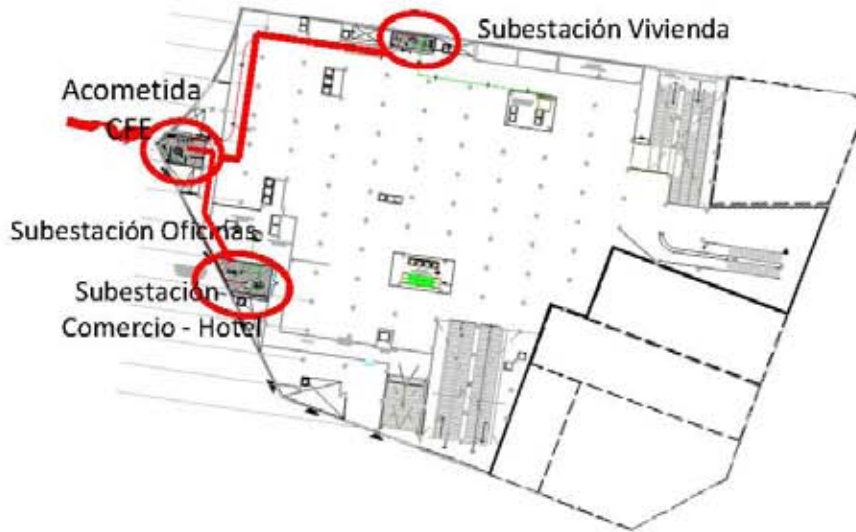 Subestación Vivienda
Acometida
CFE
Subestación Oficinas
Subestación
Comercio - Hotel